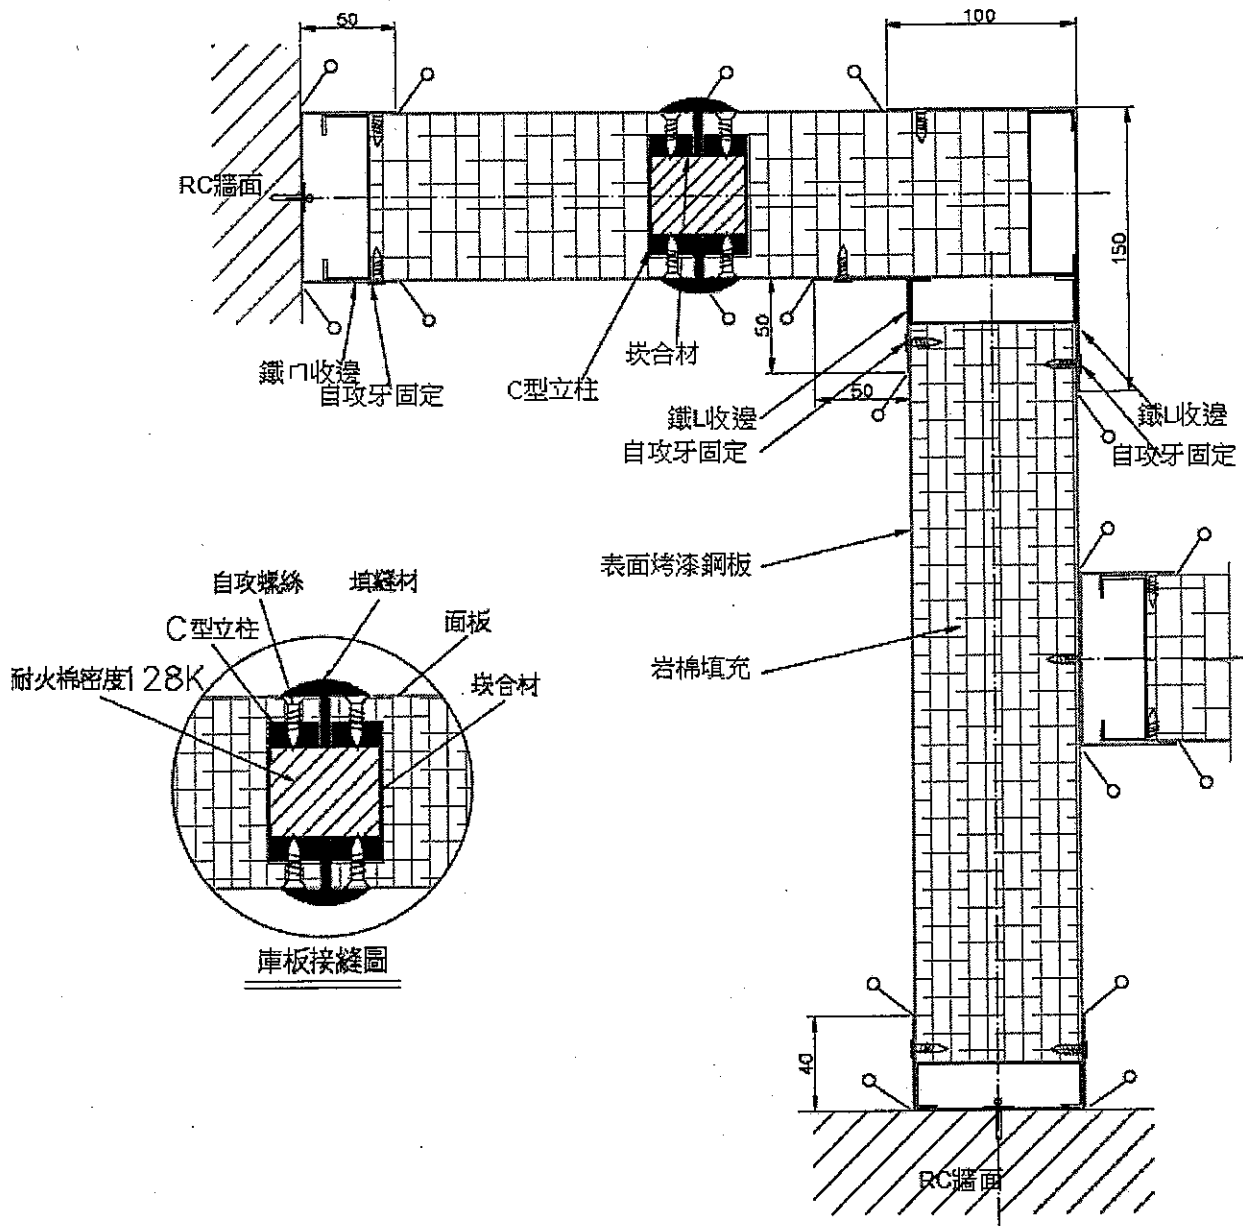 50
100
RC牆面
150
50
崁合材
鐵ㄇ收邊
自攻牙固定
C型立柱
50
鐵L收邊
自攻牙固定
鐵L收邊
自攻牙固定
表面烤漆鋼板
自攻螺絲
填縫材
C型立柱
面板
岩棉填充
耐火棉密度128K
崁合材
庫板接縫圖
40
RC牆面